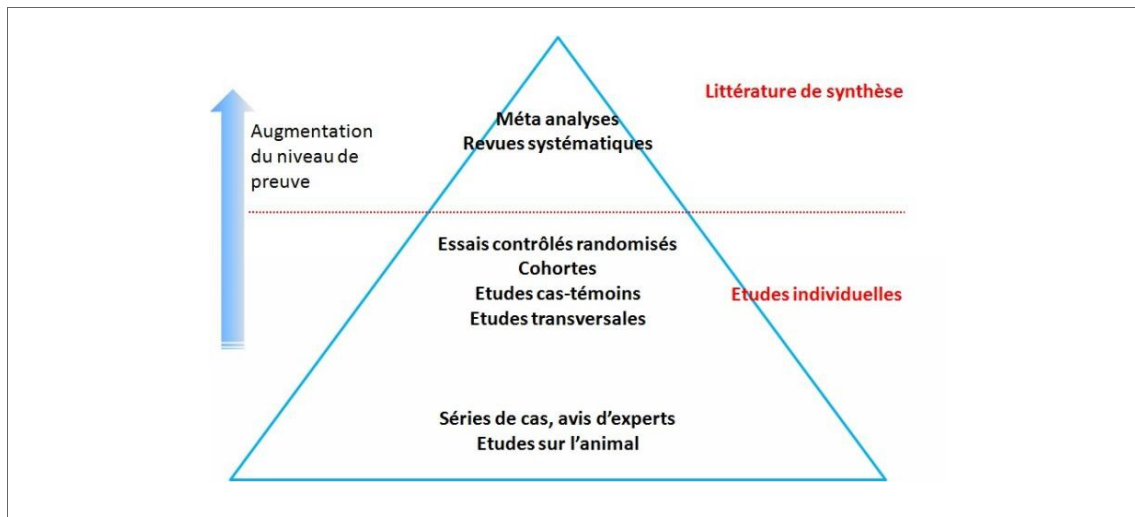 Littérature de synthèse
Méta analyses
Revues systématiques
Augmentation
du niveau de
preuve
Essais contrôlés randomisés
Cohortes
Etudes cas-témoins
Etudes transversales
Etudes individuelles
Séries de cas, avis d’experts
Etudes sur l’animal